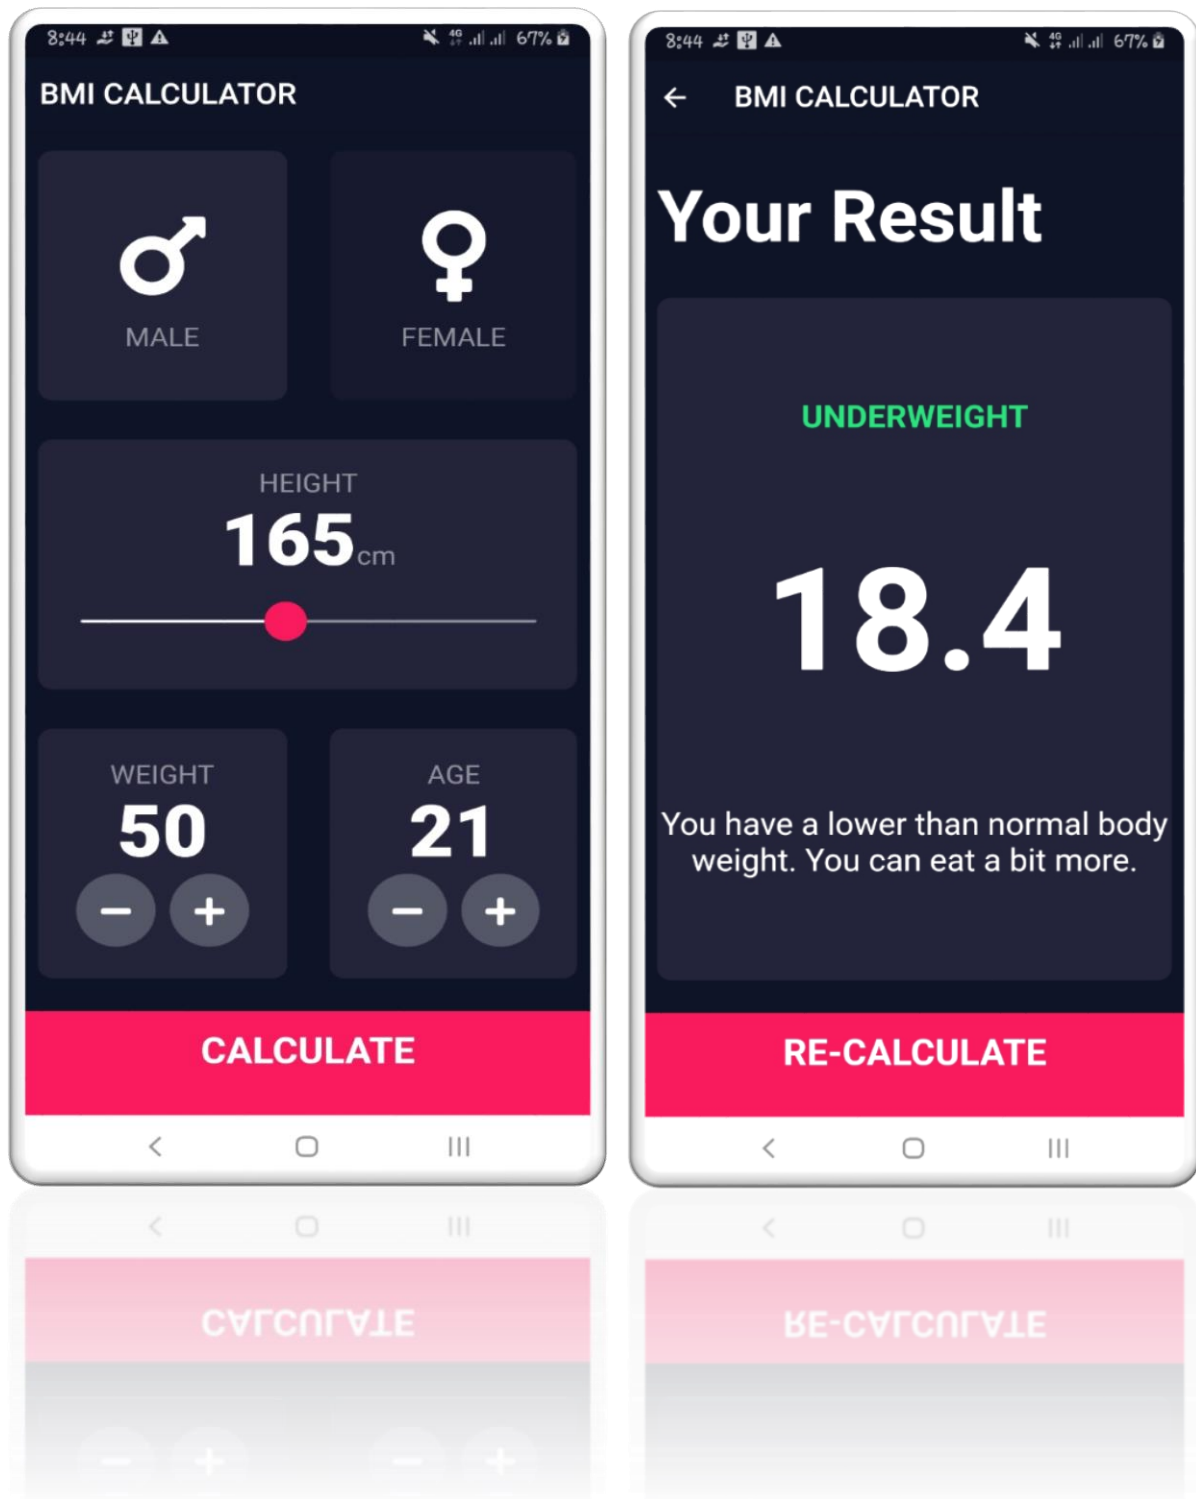 8:44
4G
67%
BMI CALCULATOR
MALE
FEMALE
HEIGHT
165cm
WEIGHT
50
AGE
21
CALCULATE
CALCULATE
8:44
4G
67%
BMI CALCULATOR
Your Result
UNDERWEIGHT
18.4
You have a lower than normal body
weight. You can eat a bit more.
RE-CALCULATE
RE-CALCULATE